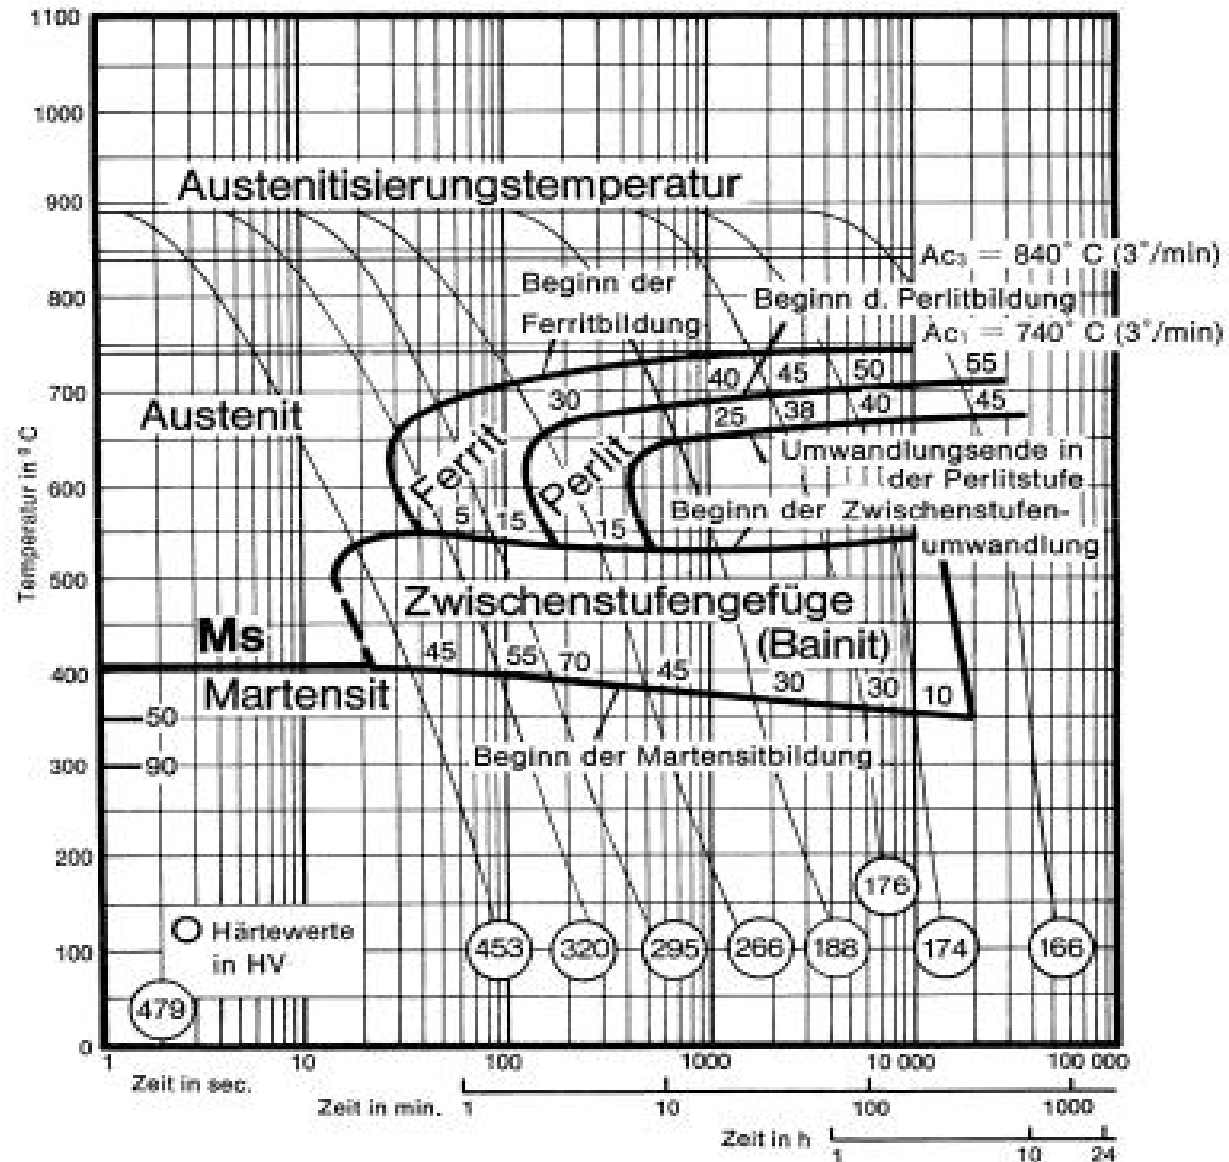 1100
1000
900
800
700
600
500
400
300
200
100
0
Temperatur in °C
Austenitisierungstemperatur
Ac₃ = 840° C (3°/min)
Beginn der
Ferritbildung
Beginn d. Perlitbildung
Ac₁ = 740° C (3°/min)
40 45 50 55
30
25 38 40 45
Austenit
Ferrit
Perlit
Umwandlungsende in
der Perlitstufe
5 15 15
Beginn der Zwischenstufen-
umwandlung
Zwischenstufengefüge
(Bainit)
Ms
45 55 70 45 30 30 10
Martensit
50
90
Beginn der Martensitbildung
176
Härtewerte
in HV
453 320 295 266 188 174 166
479
1 10 100 1000 10 000 100 000
Zeit in sec.
Zeit in min. 1 10 100 1000
Zeit in h 1 10 24